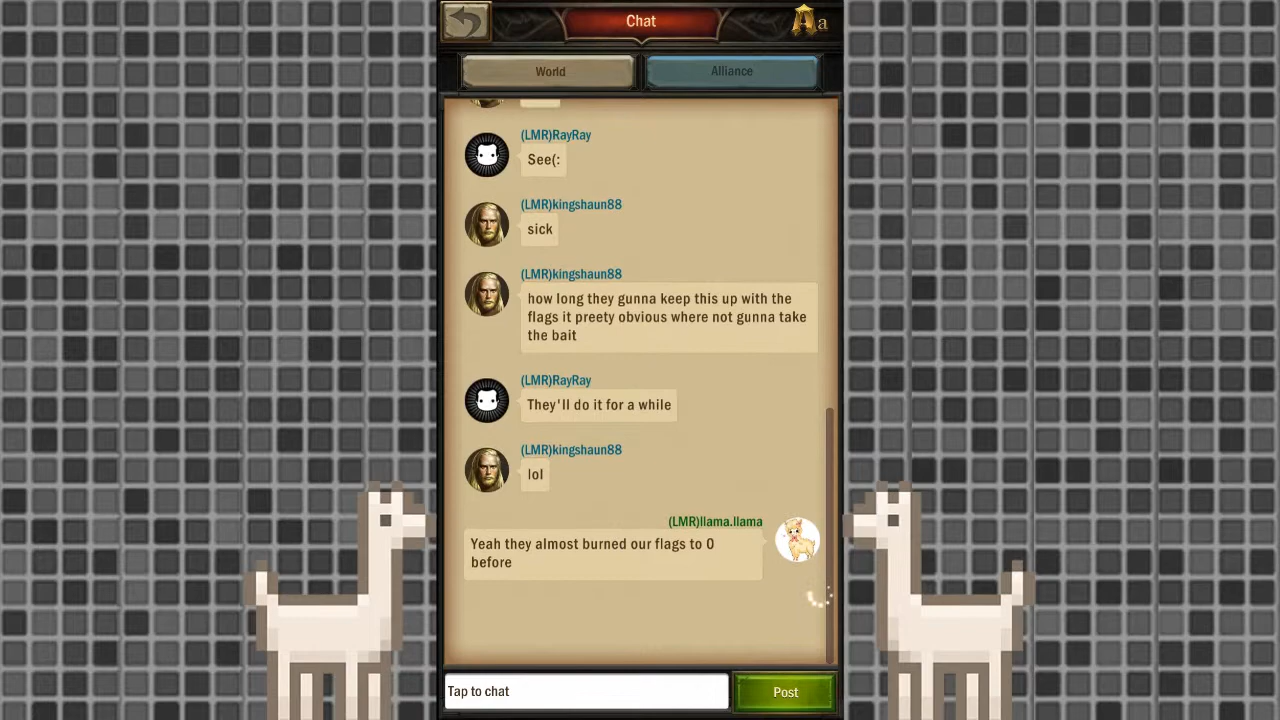 Chat
Aa
World
Alliance
(LMR)RayRay
See(:
(LMR)kingshaun88
sick
(LMR)kingshaun88
how long they gunna keep this up with the
flags it preety obvious where not gunna take
the bait
(LMR)RayRay
They'll do it for a while
(LMR)kingshaun88
lol
(LMR)llama.llama
Yeah they almost burned our flags to 0
before
Tap to chat
Post